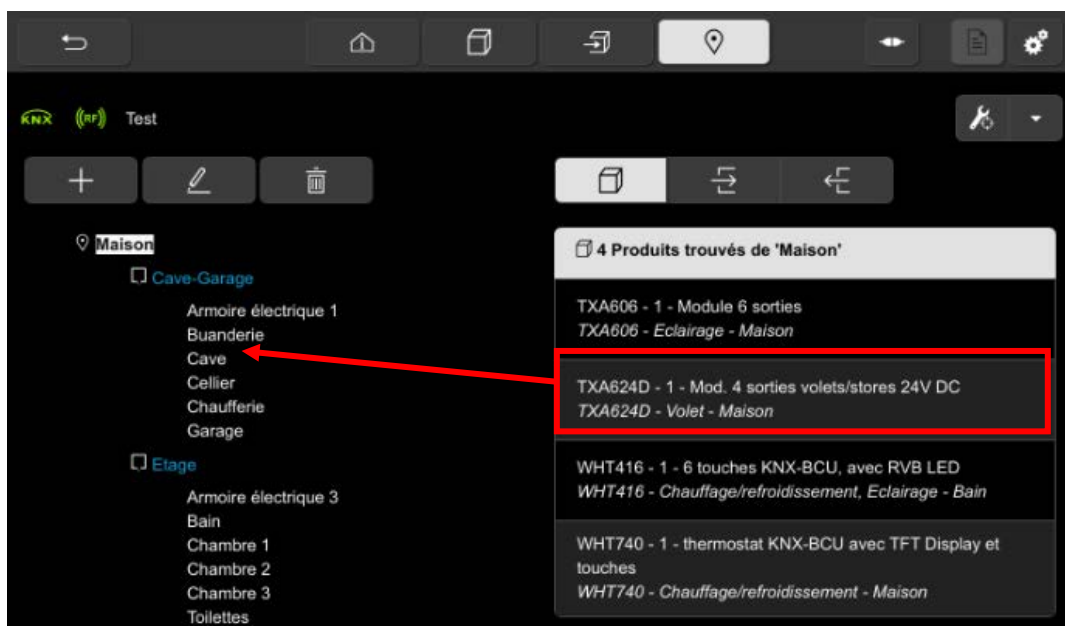 KNX ((RF)) Test
Maison
Cave-Garage
Armoire électrique 1
Buanderie
Cave
Cellier
Chaufferie
Garage
Etage
Armoire électrique 3
Bain
Chambre 1
Chambre 2
Chambre 3
Toilettes
4 Produits trouvés de 'Maison'
TXA606 - 1 - Module 6 sorties
TXA606 - Eclairage - Maison
TXA624D - 1 - Mod. 4 sorties volets/stores 24V DC
TXA624D - Volet - Maison
WHT416 - 1 - 6 touches KNX-BCU, avec RVB LED
WHT416 - Chauffage/refroidissement, Eclairage - Bain
WHT740 - 1 - thermostat KNX-BCU avec TFT Display et
touches
WHT740 - Chauffage/refroidissement - Maison